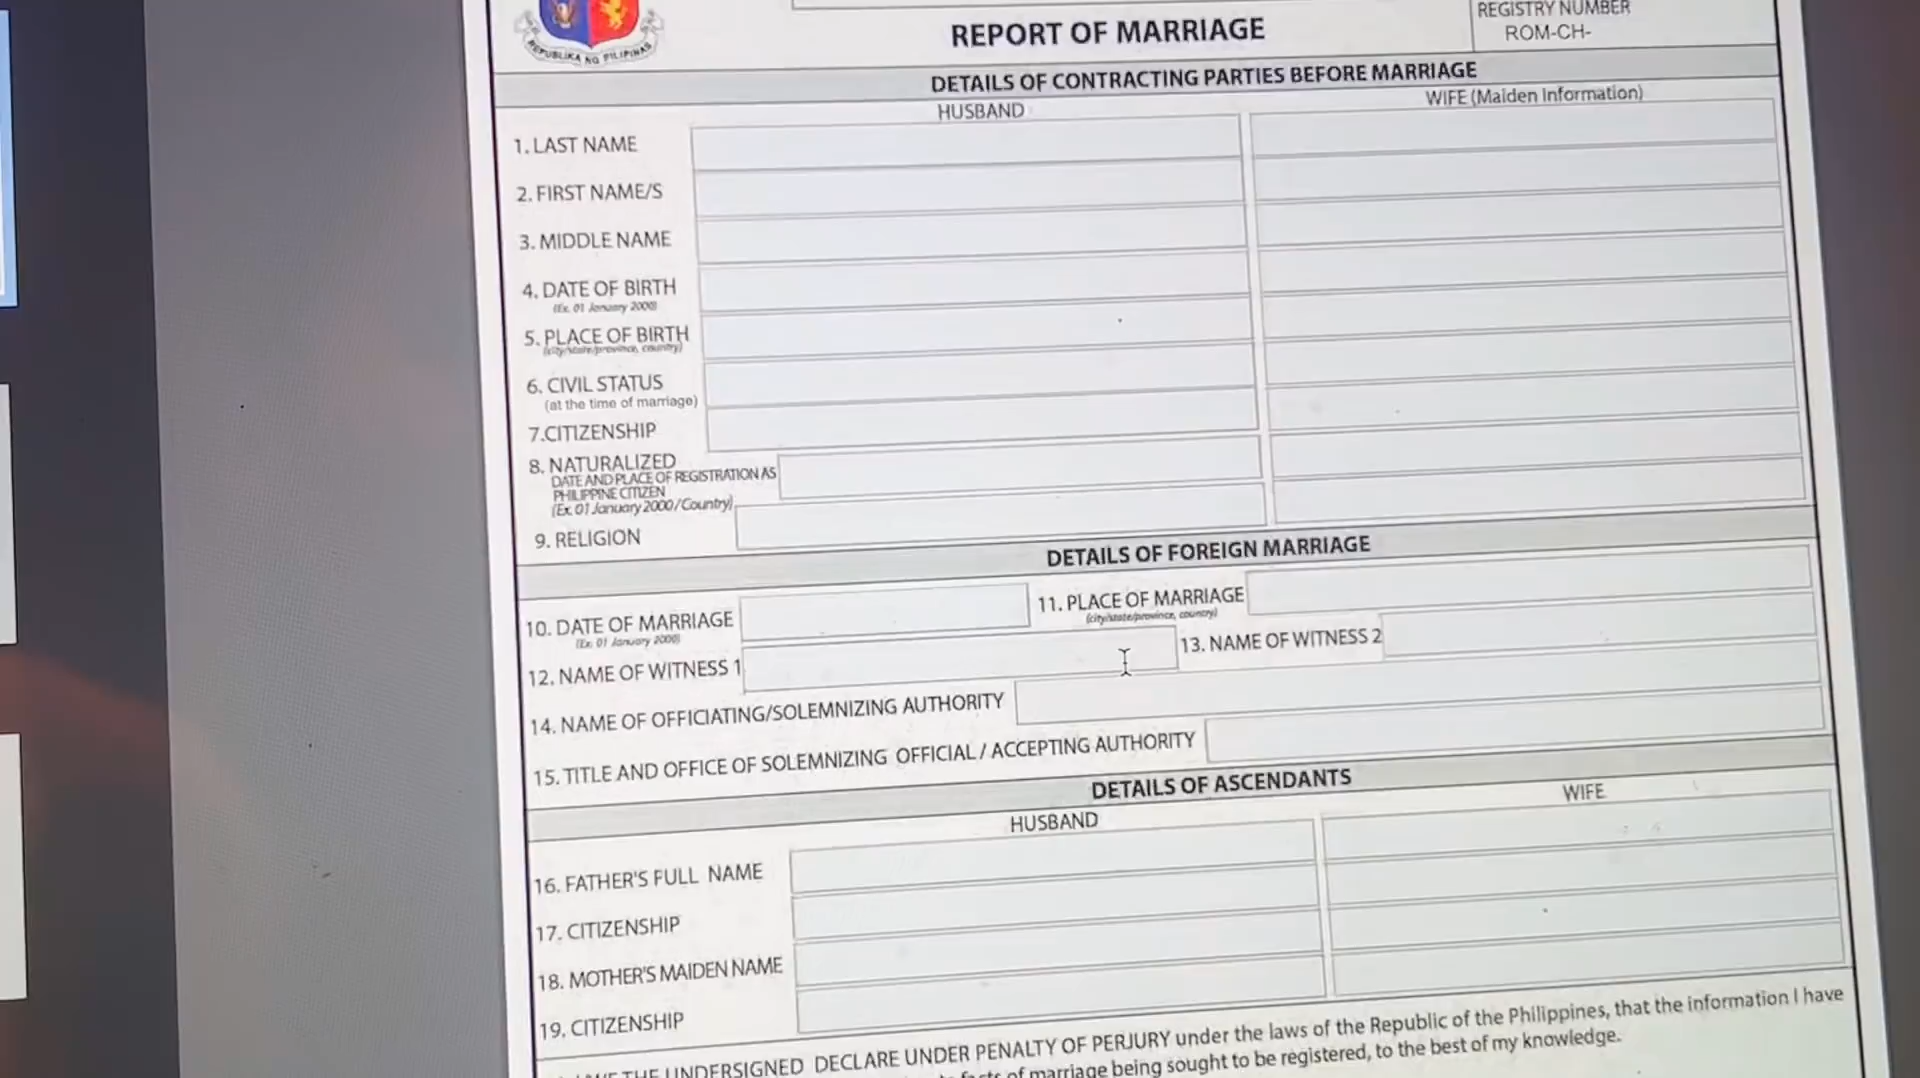 REPUBLIKA NG PILIPINAS
REPORT OF MARRIAGE
REGISTRY NUMBER
ROM-CH-
DETAILS OF CONTRACTING PARTIES BEFORE MARRIAGE
HUSBAND
WIFE (Maiden Information)
1. LAST NAME
2. FIRST NAME/S
3. MIDDLE NAME
4. DATE OF BIRTH
(Ex. 01 January 2000)
5. PLACE OF BIRTH
(city/state/province, country)
6. CIVIL STATUS
(at the time of marriage)
7.CITIZENSHIP
8. NATURALIZED
DATE AND PLACE OF REGISTRATION AS
PHILIPPINE CITIZEN
(Ex. 01 January 2000/Country)
9. RELIGION
DETAILS OF FOREIGN MARRIAGE
10. DATE OF MARRIAGE
(Ex. 01 January 2000)
11. PLACE OF MARRIAGE
(city/state/province, country)
12. NAME OF WITNESS 1
13. NAME OF WITNESS 2
14. NAME OF OFFICIATING/SOLEMNIZING AUTHORITY
15. TITLE AND OFFICE OF SOLEMNIZING OFFICIAL / ACCEPTING AUTHORITY
DETAILS OF ASCENDANTS
HUSBAND
WIFE
16. FATHER'S FULL NAME
17. CITIZENSHIP
18. MOTHER'S MAIDEN NAME
19. CITIZENSHIP
THE UNDERSIGNED DECLARE UNDER PENALTY OF PERJURY under the laws of the Republic of the Philippines, that the information I have
facts of marriage being sought to be registered, to the best of my knowledge.